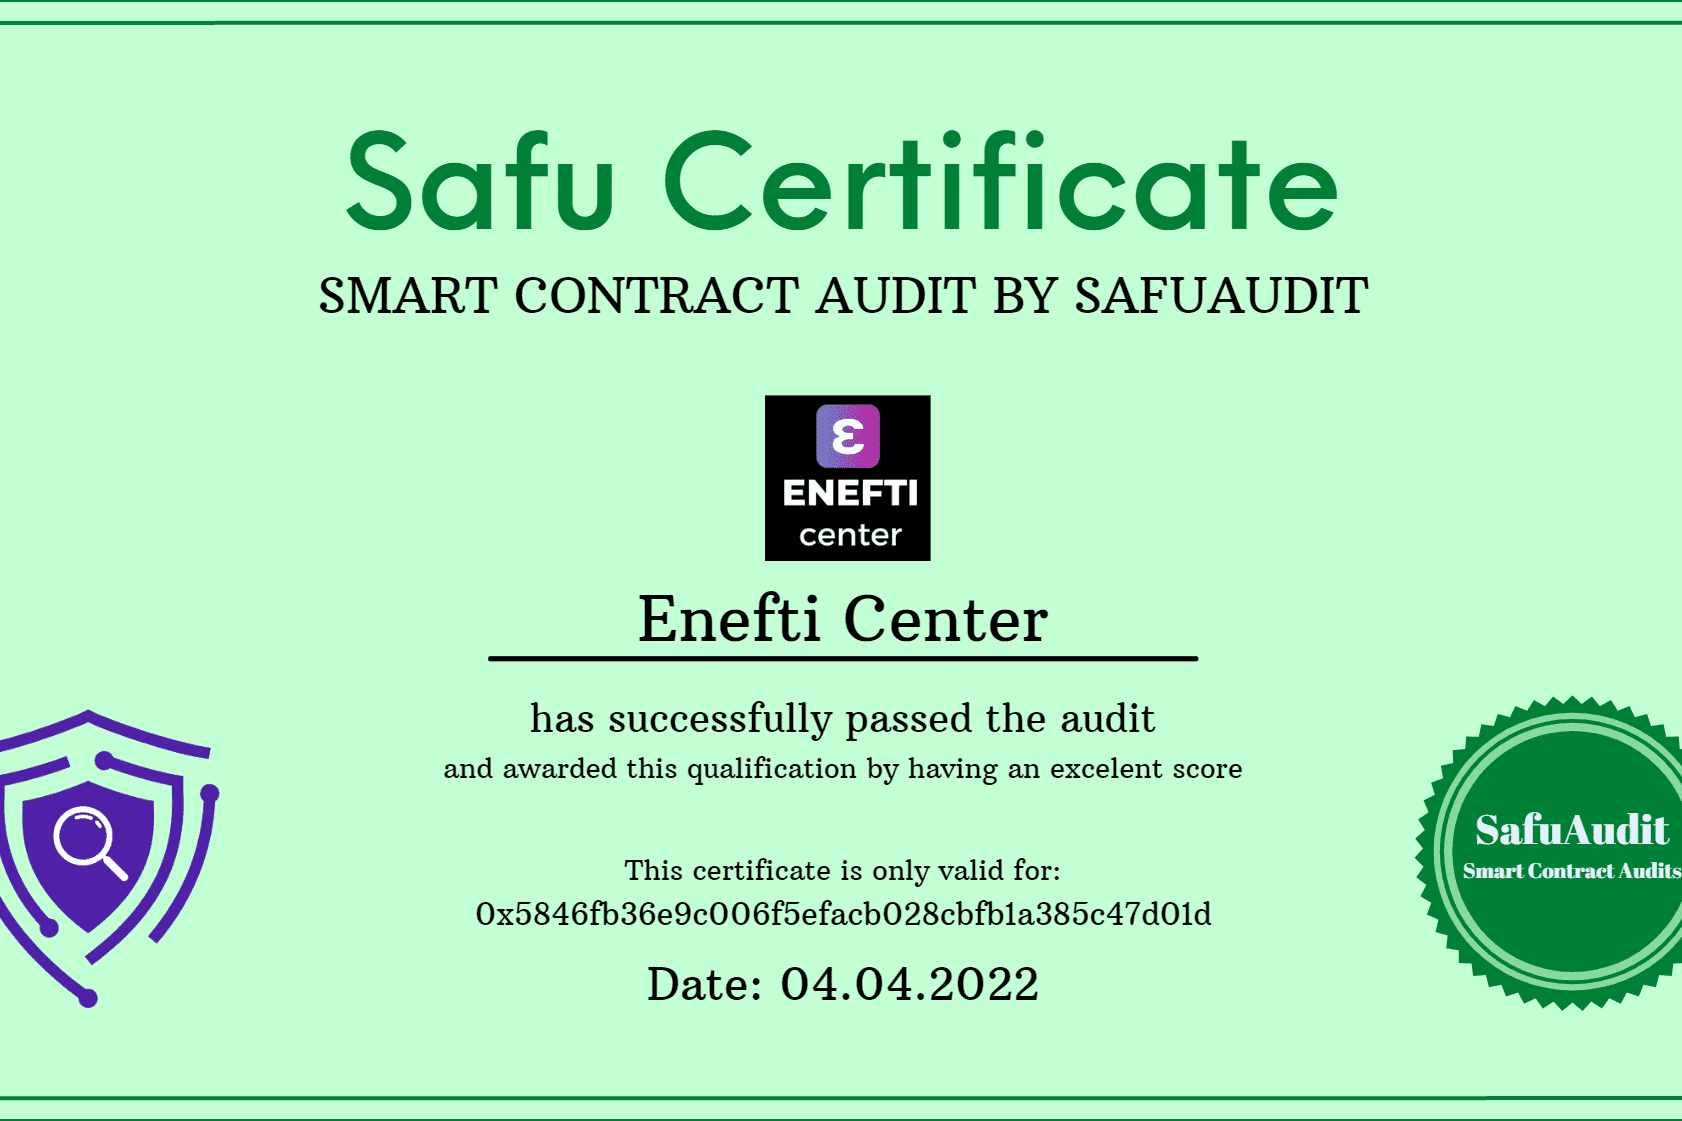 Safu Certificate
SMART CONTRACT AUDIT BY SAFUAUDIT
ε
ENEFTI
center
Enefti Center
has successfully passed the audit
and awarded this qualification by having an excelent score
This certificate is only valid for:
0x5846fb36e9c006f5efacb028cbfb1a385c47d01d
Date: 04.04.2022
SafuAudit
Smart Contract Audits